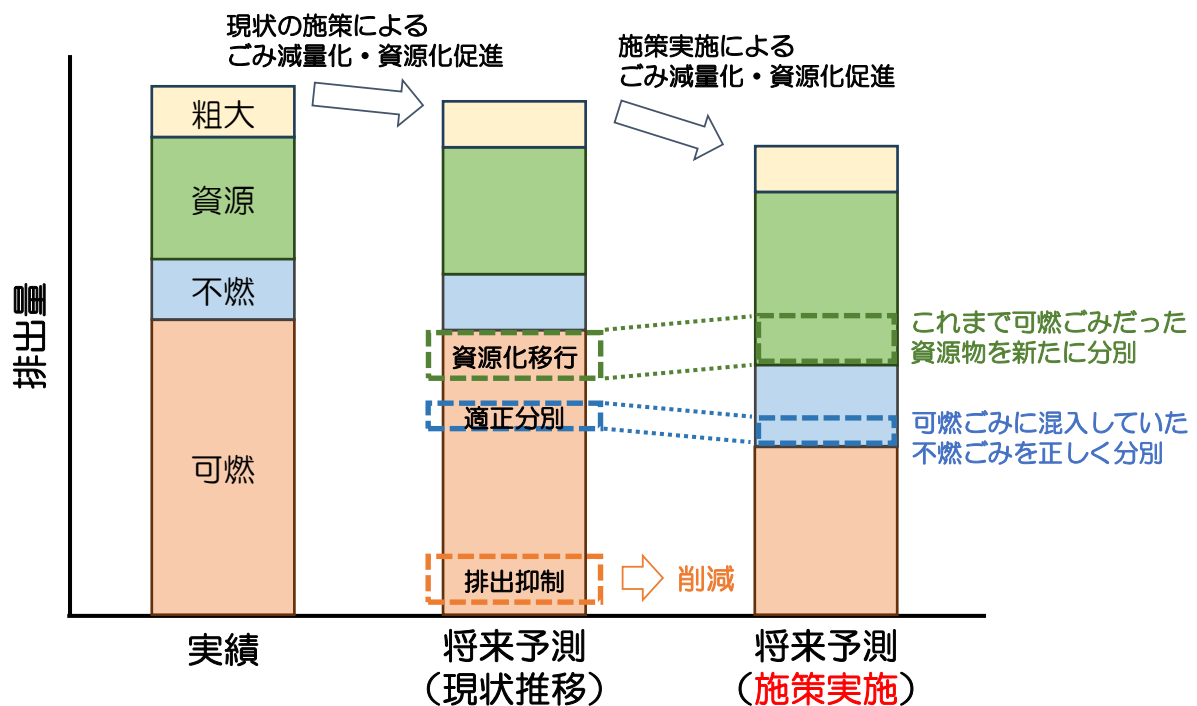 現状の施策による
ごみ減量化・資源化促進
施策実施による
ごみ減量化・資源化促進
排出量
粗大
資源
不燃
可燃
資源化移行
適正分別
排出抑制
削減
これまで可燃ごみだった
資源物を新たに分別
可燃ごみに混入していた
不燃ごみを正しく分別
実績
将来予測
（現状推移）
将来予測
（施策実施）